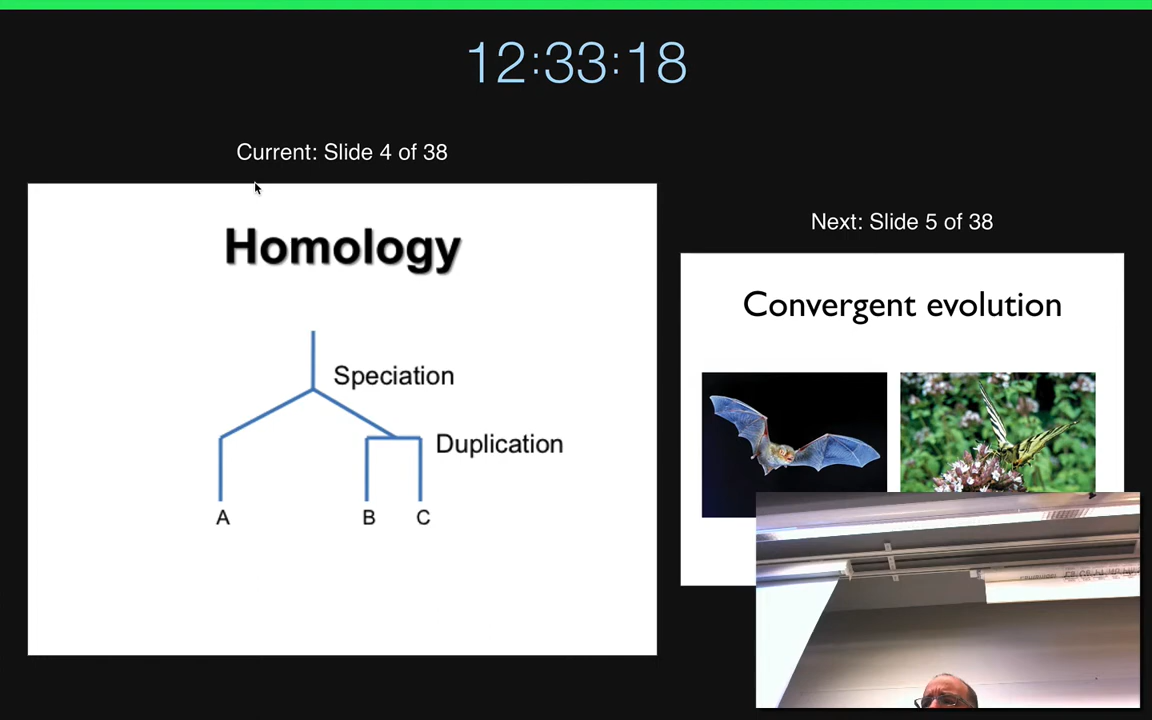 12:33:18
Current: Slide 4 of 38
Next: Slide 5 of 38
Homology
Speciation
Duplication
A B C
Convergent evolution